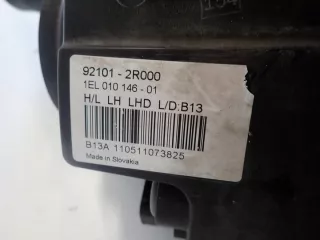 92101 - 2R000
1EL 010 146 - 01
H/L LH LHD L/D:B13
B13A 110511073825
Made in Slovakia